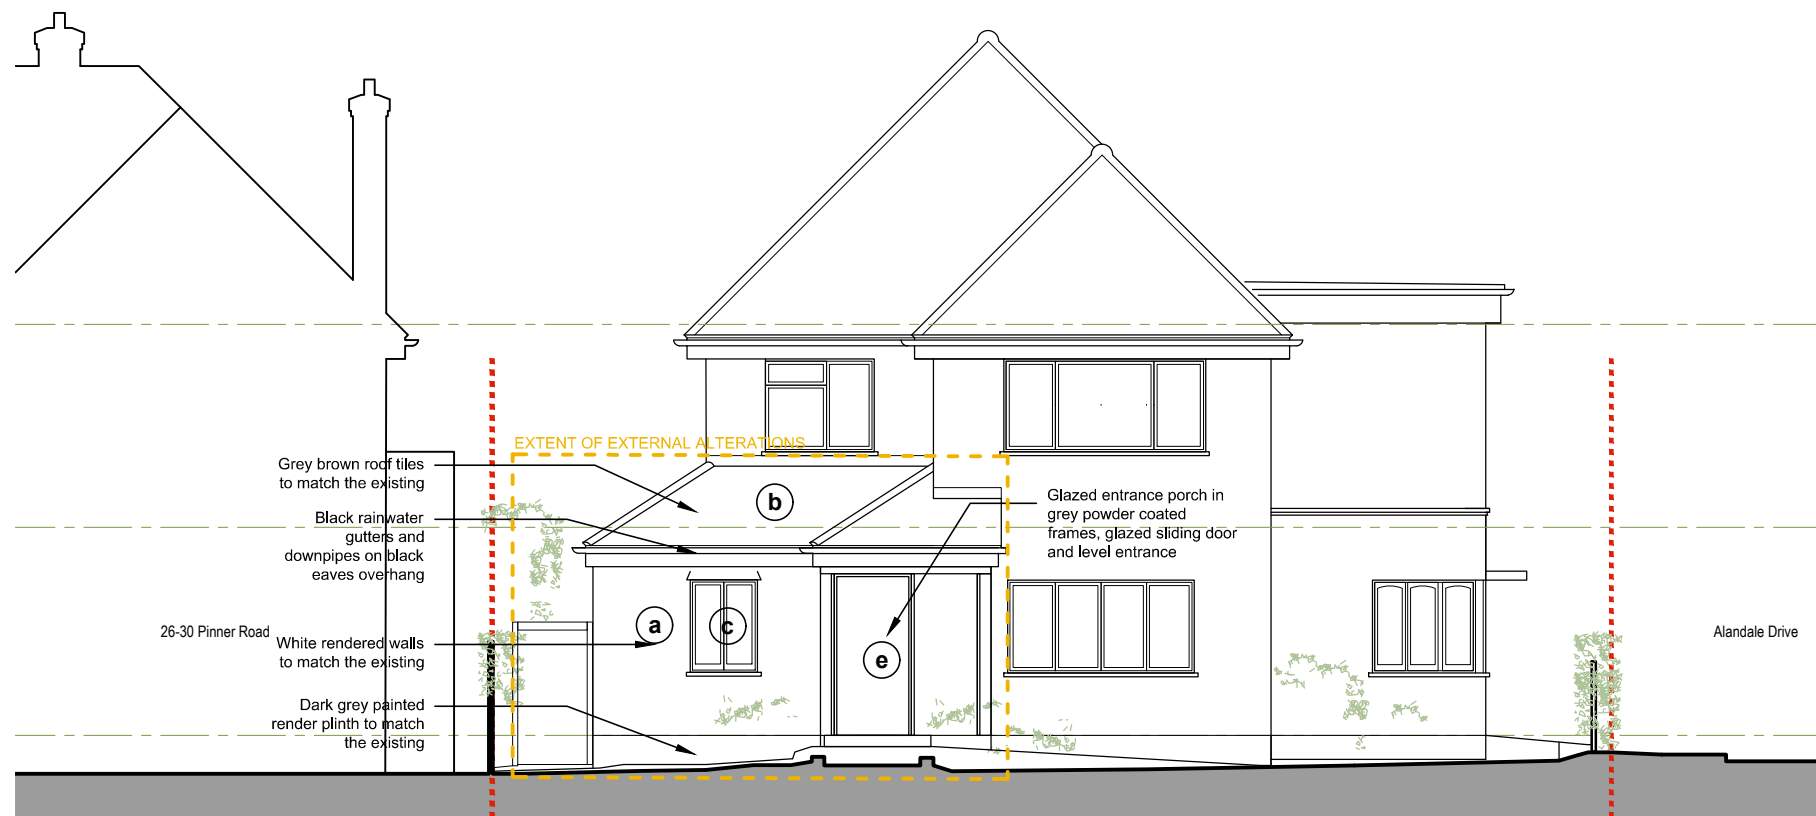 EXTENT OF EXTERNAL ALTERATIONS
Grey brown roof tiles
to match the existing
b
Black rainwater
gutters and
downpipes on black
eaves overhang
Glazed entrance porch in
grey powder coated
frames, glazed sliding door
and level entrance
26-30 Pinner Road
White rendered walls
to match the existing
a
c
e
Alandale Drive
Dark grey painted
render plinth to match
the existing